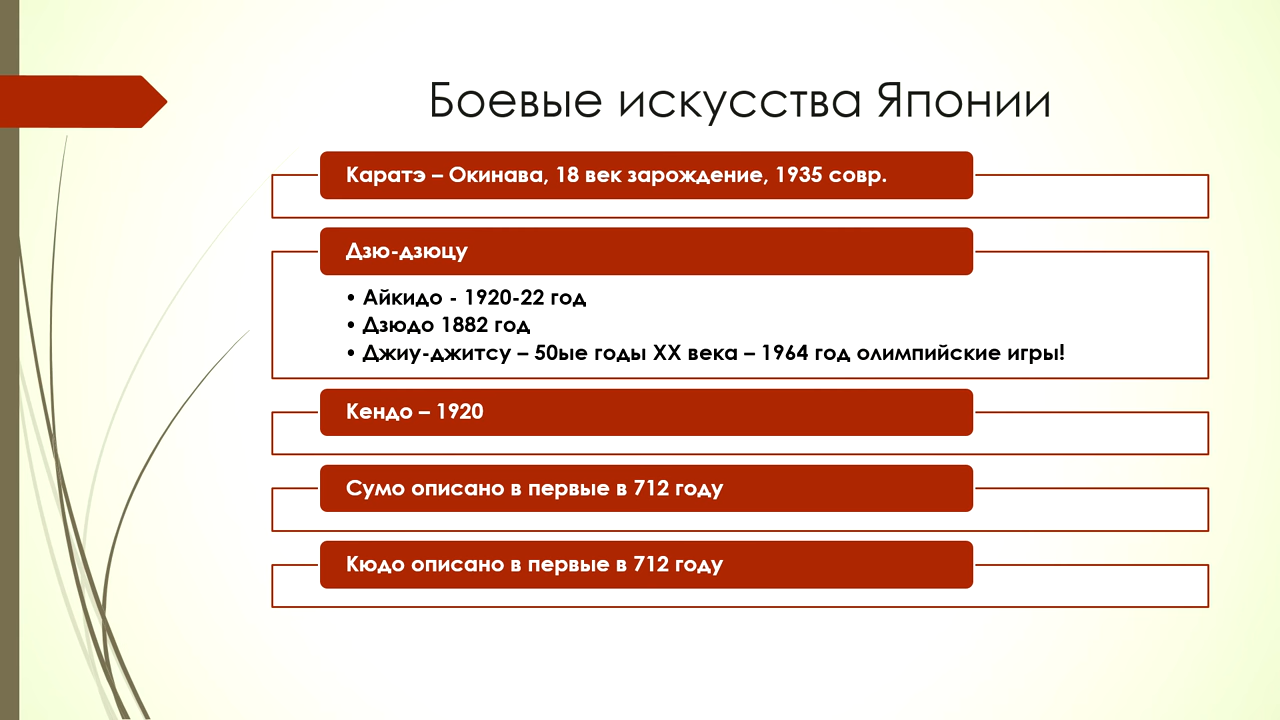 Боевые искусства Японии
Каратэ – Окинава, 18 век зарождение, 1935 совр.
Дзю-дзюцу
• Айкидо - 1920-22 год
• Дзюдо 1882 год
• Джиу-джитсу – 50ые годы XX века – 1964 год олимпийские игры!
Кендо – 1920
Сумо описано в первые в 712 году
Кюдо описано в первые в 712 году